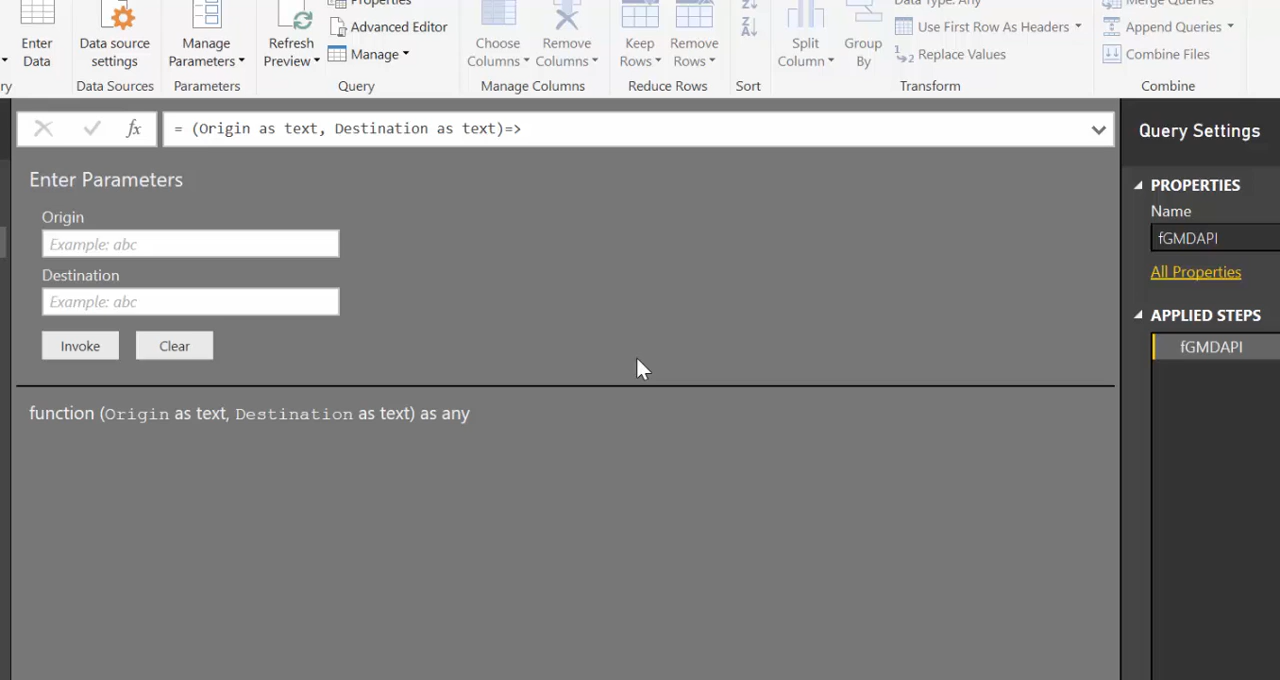 Properties
Data Type: Any
Merge Queries
Advanced Editor
Use First Row As Headers
Append Queries
Enter
Data
Data source
settings
Manage
Parameters
Refresh
Preview
Manage
Choose
Columns
Remove
Columns
Keep
Rows
Remove
Rows
Split
Column
Group
By
1
2
Replace Values
Combine Files
Z
A
ry
Data Sources
Parameters
Query
Manage Columns
Reduce Rows
Sort
Transform
Combine
fx
= (Origin as text, Destination as text)=>
Query Settings
Enter Parameters
PROPERTIES
Name
Origin
fGMDAPI
Example: abc
Destination
All Properties
Example: abc
APPLIED STEPS
Invoke
Clear
fGMDAPI
function (Origin as text, Destination as text) as any